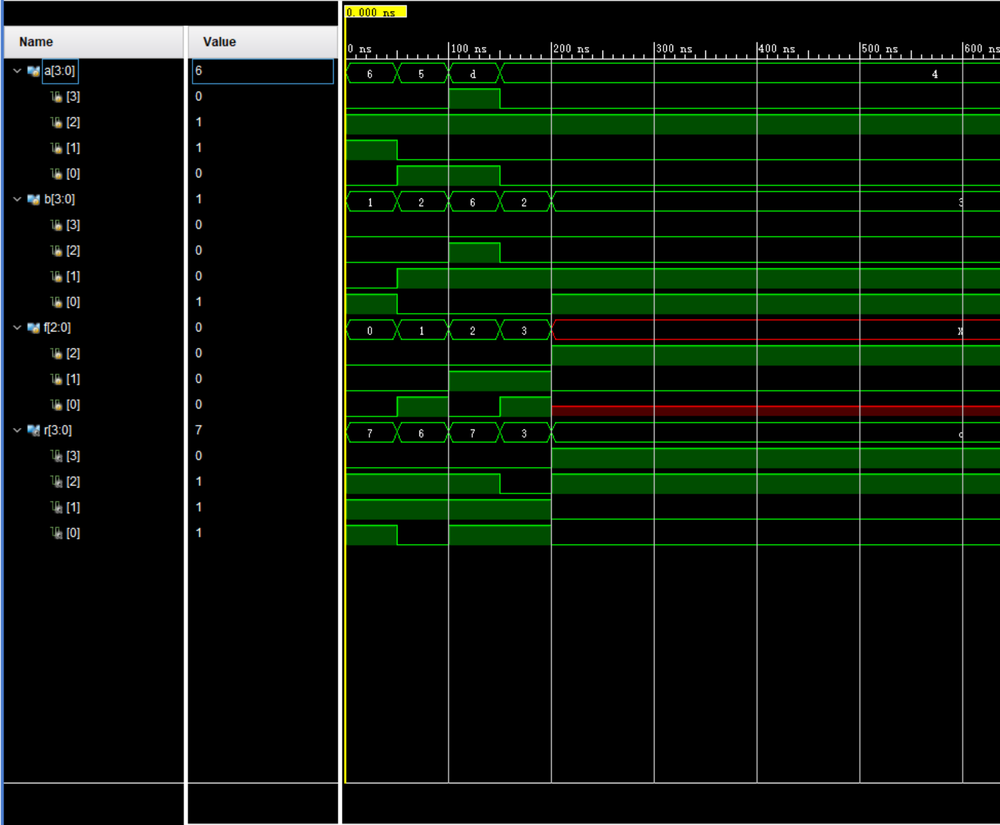 0.000 ns
Name Value
0 ns 100 ns 200 ns 300 ns 400 ns 500 ns 600 ns
a[3:0] 6 6 5 d 4
[3] 0
[2] 1
[1] 1
[0] 0
b[3:0] 1 1 2 6 2 3
[3] 0
[2] 0
[1] 0
[0] 1
f[2:0] 0 0 1 2 3 X
[2] 0
[1] 0
[0] 0
r[3:0] 7 7 6 7 3 c
[3] 0
[2] 1
[1] 1
[0] 1